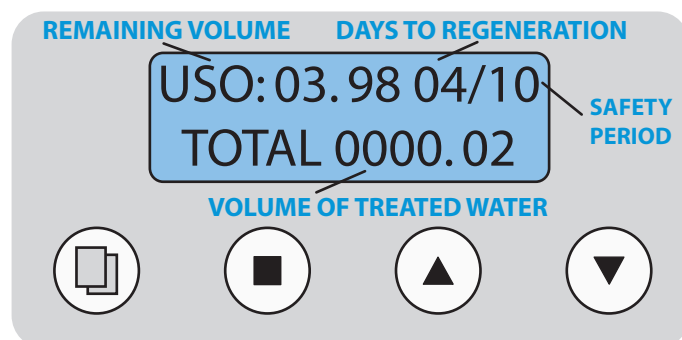 REMAINING VOLUME DAYS TO REGENERATION
USO: 03. 98 04/10
SAFETY
PERIOD
TOTAL 0000. 02
VOLUME OF TREATED WATER